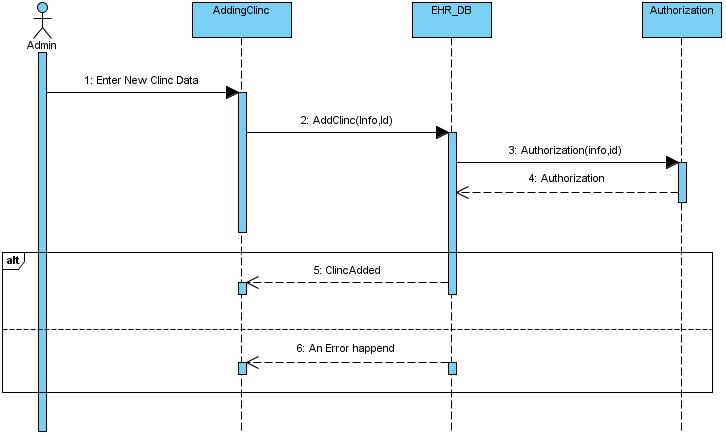 AddingClinc
EHR_DB
Authorization
Admin
1: Enter New Clinc Data
2: AddClinc(Info,Id)
3: Authorization(info,id)
4: Authorization
alt
5: ClincAdded
6: An Error happend